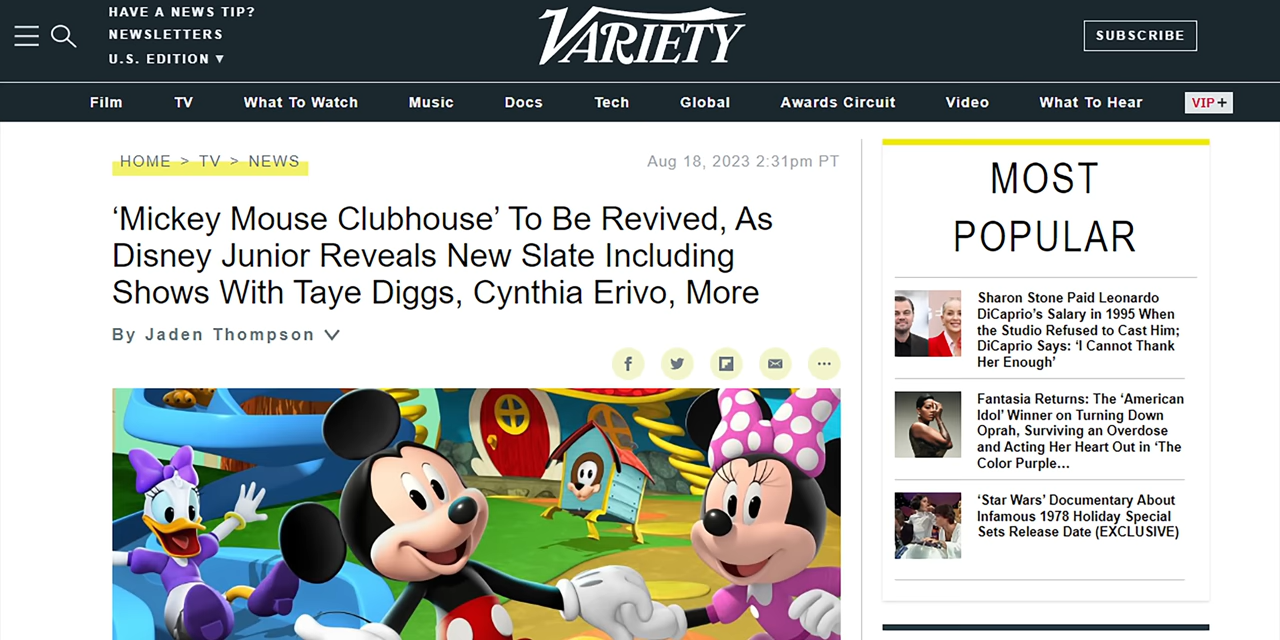 HAVE A NEWS TIP?
NEWSLETTERS
U.S. EDITION ▼
VARIETY
SUBSCRIBE
Film TV What To Watch Music Docs Tech Global Awards Circuit Video What To Hear VIP+
HOME > TV > NEWS
Aug 18, 2023 2:31pm PT
‘Mickey Mouse Clubhouse’ To Be Revived, As
Disney Junior Reveals New Slate Including
Shows With Taye Diggs, Cynthia Erivo, More
By Jaden Thompson
MOST
POPULAR
Sharon Stone Paid Leonardo
DiCaprio’s Salary in 1995 When
the Studio Refused to Cast Him;
DiCaprio Says: ‘I Cannot Thank
Her Enough’
Fantasia Returns: The ‘American
Idol’ Winner on Turning Down
Oprah, Surviving an Overdose
and Acting Her Heart Out in ‘The
Color Purple…
‘Star Wars’ Documentary About
Infamous 1978 Holiday Special
Sets Release Date (EXCLUSIVE)